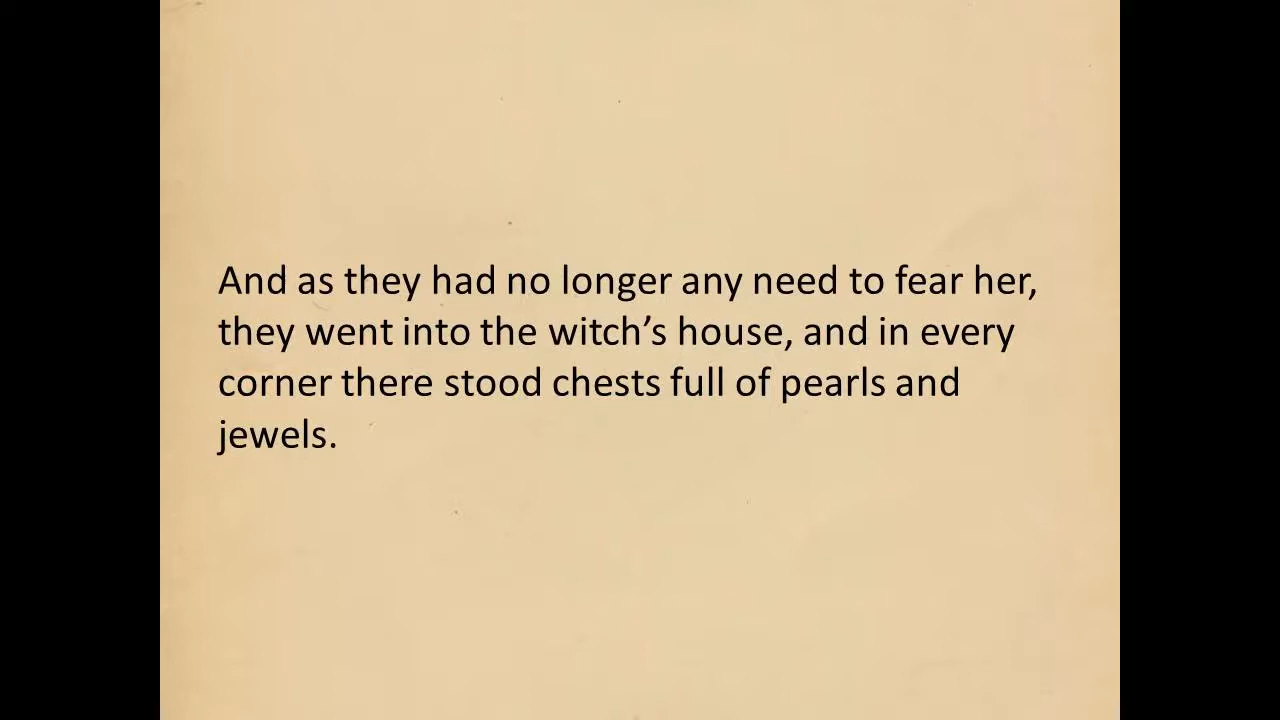 And as they had no longer any need to fear her,
they went into the witch’s house, and in every
corner there stood chests full of pearls and
jewels.